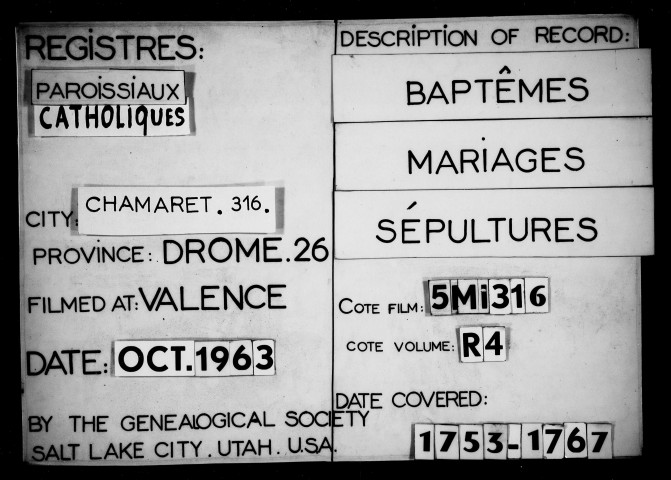 REGISTRES:
PAROISSIAUX
CATHOLIQUES
CITY: CHAMARET. 316.
PROVINCE: DROME.26
FILMED AT: VALENCE
DATE: OCT.1963
BY THE GENEALOGICAL SOCIETY
SALT LAKE CITY. UTAH. U.S.A.
DESCRIPTION OF RECORD:
BAPTÊMES
MARIAGES
SÉPULTURES
COTE FILM: 5Mi316
COTE VOLUME: R4
DATE COVERED:
1753-1767